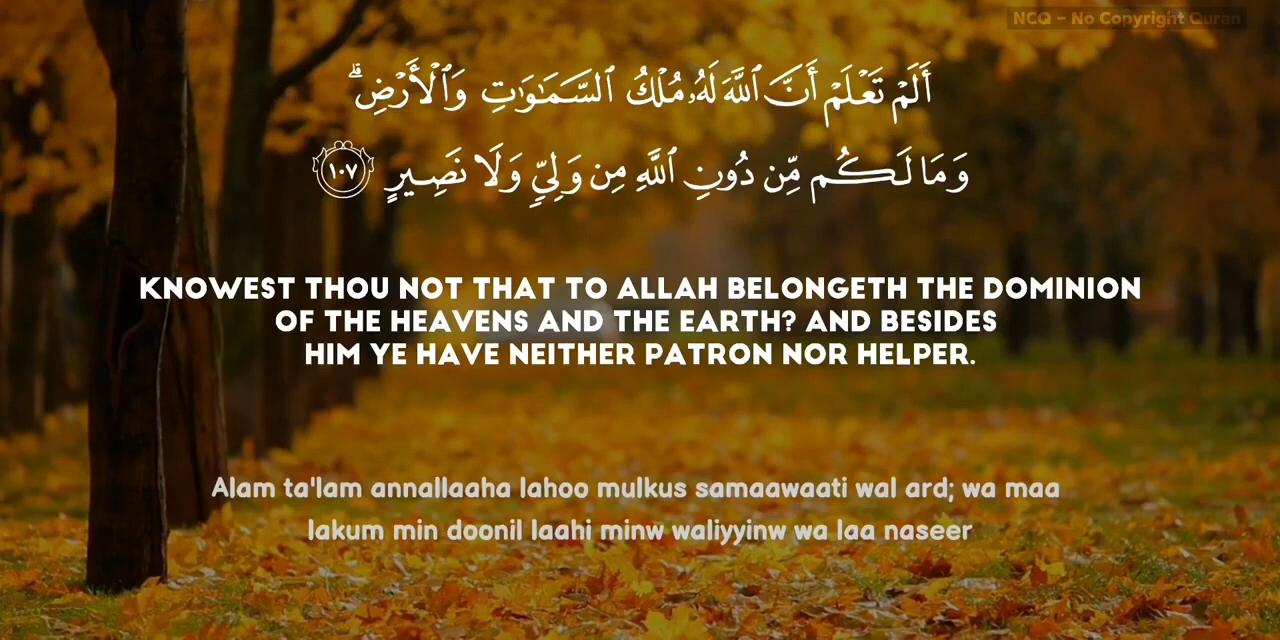 NCQ - No Copyright Quran
أَلَمْ تَعْلَمْ أَنَّ ٱللَّهَ لَهُۥ مُلْكُ ٱلسَّمَـٰوَٰتِ وَٱلْأَرْضِ ۗ
وَمَا لَكُم مِّن دُونِ ٱللَّهِ مِن وَلِىٍّ وَلَا نَصِيرٍ ١٠٧
KNOWEST THOU NOT THAT TO ALLAH BELONGETH THE DOMINION
OF THE HEAVENS AND THE EARTH? AND BESIDES
HIM YE HAVE NEITHER PATRON NOR HELPER.
Alam ta'lam annallaaha lahoo mulkus samaawaati wal ard; wa maa
lakum min doonil laahi minw waliyyinw wa laa naseer